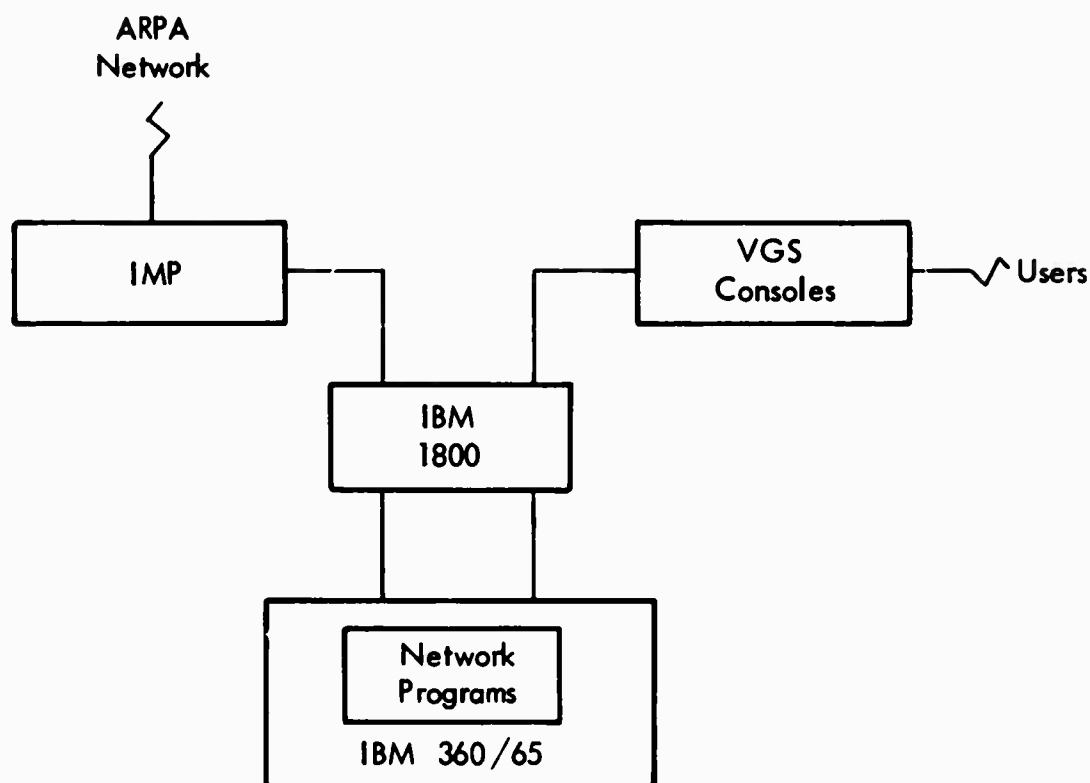 ARPA
Network
IMP
VGS
Consoles
Users
IBM
1800
Network
Programs
IBM 360/65